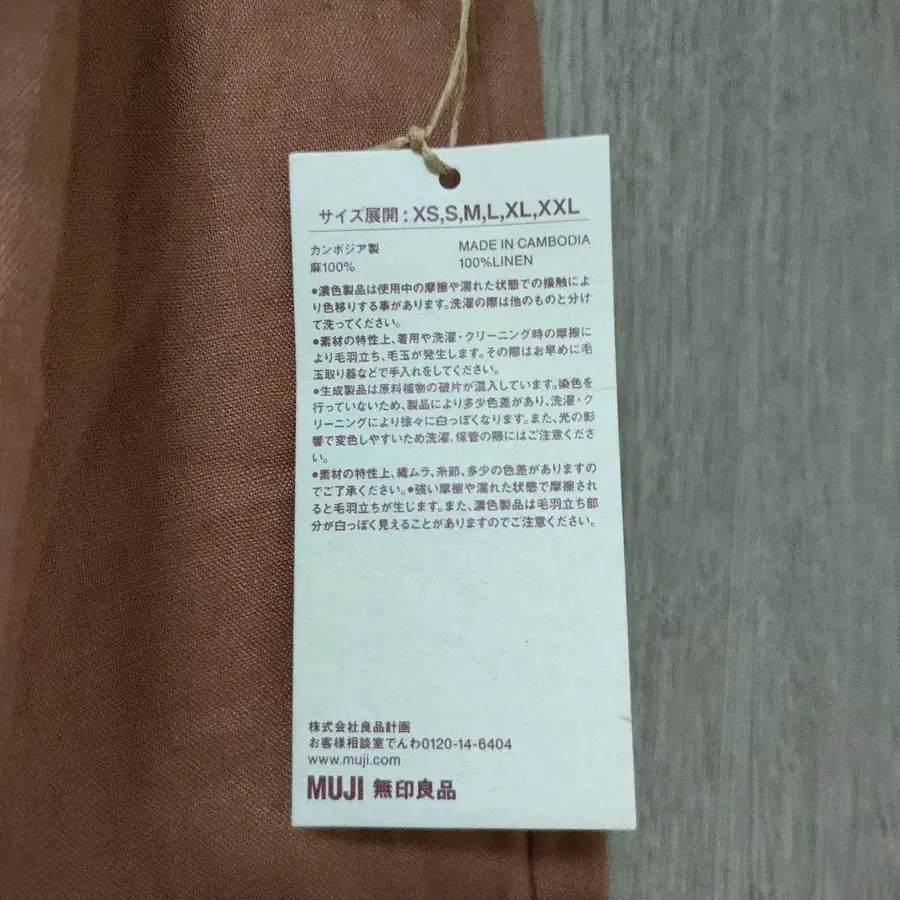 サイズ展開：XS,S,M,L,XL,XXL
カンボジア製 MADE IN CAMBODIA
麻100% 100%LINEN
●濃色製品は使用中の摩擦や濡れた状態での接触によ
り色移りする事があります。洗濯の際は他のものと分け
て洗ってください。
●素材の特性上、着用や洗濯・クリーニング時の摩擦に
より毛羽立ち、毛玉が発生します。その際はお早めに毛
玉取り器などで手入れをしてください。
●生成製品は原料植物の破片が混入しています。染色を
行っていないため、製品により多少色差があり、洗濯・ク
リーニングにより徐々に白っぽくなります。また、光の影
響で変色しやすいため洗濯、保管の際にはご注意くださ
い。
●素材の特性上、織ムラ、糸節、多少の色差がありますの
でご了承ください。●強い摩擦や濡れた状態で摩擦され
ると毛羽立ちが生じます。また、濃色製品は毛羽立ち部
分が白っぽく見えることがありますのでご注意ください。
株式会社良品計画
お客様相談室でんわ0120-14-6404
www.muji.com
MUJI 無印良品